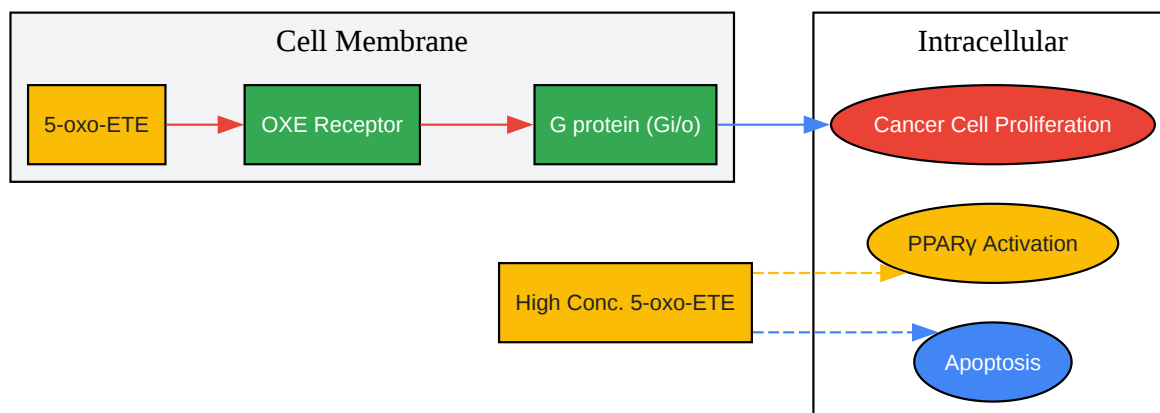 Cell Membrane
Intracellular
5-oxo-ETE
OXE Receptor
G protein (Gi/o)
Cancer Cell Proliferation
PPARγ Activation
High Conc. 5-oxo-ETE
Apoptosis